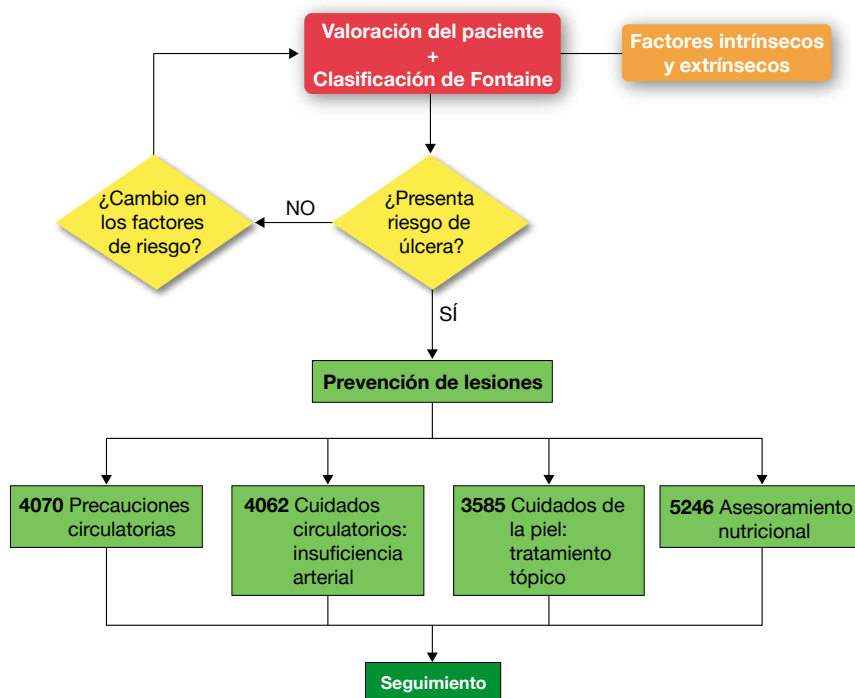 Valoración del paciente
+
Clasificación de Fontaine
Factores intrínsecos
y extrínsecos
¿Cambio en
los factores
de riesgo?
NO
¿Presenta
riesgo de
úlcera?
SÍ
Prevención de lesiones
4070 Precauciones
circulatorias
4062 Cuidados
circulatorios:
insuficiencia
arterial
3585 Cuidados de
la piel:
tratamiento
tópico
5246 Asesoramiento
nutricional
Seguimiento